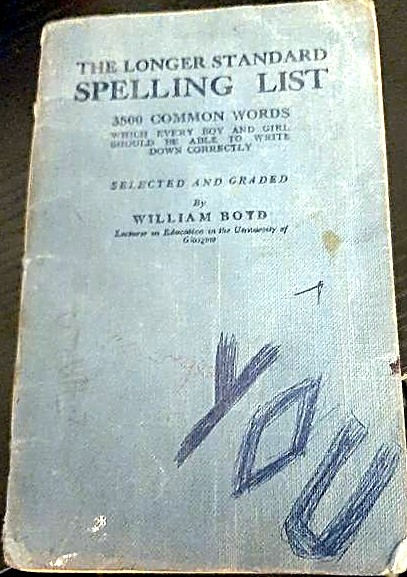 THE LONGER STANDARD
SPELLING LIST
3500 COMMON WORDS
WHICH EVERY BOY AND GIRL
SHOULD BE ABLE TO WRITE
DOWN CORRECTLY
SELECTED AND GRADED
By
WILLIAM BOYD
Lecturer in Education in the University of
Glasgow
YOU